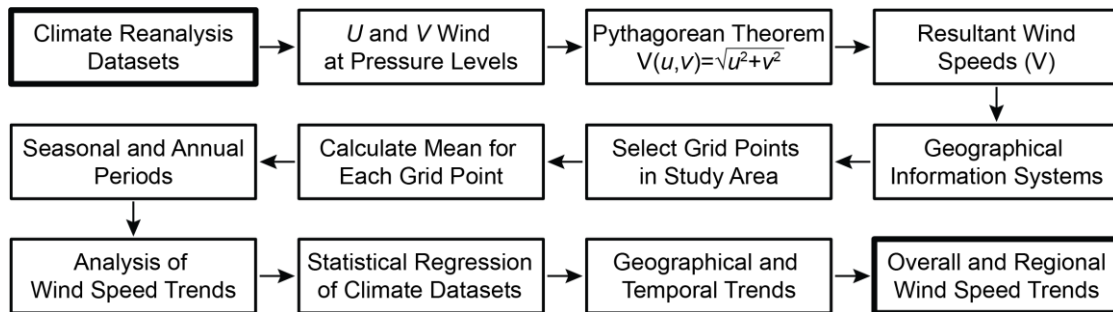 Climate Reanalysis
Datasets
U and V Wind
at Pressure Levels
Pythagorean Theorem
V(u,v)=√u²+v²
Resultant Wind
Speeds (V)
Geographical
Information Systems
Select Grid Points
in Study Area
Calculate Mean for
Each Grid Point
Seasonal and Annual
Periods
Analysis of
Wind Speed Trends
Statistical Regression
of Climate Datasets
Geographical and
Temporal Trends
Overall and Regional
Wind Speed Trends